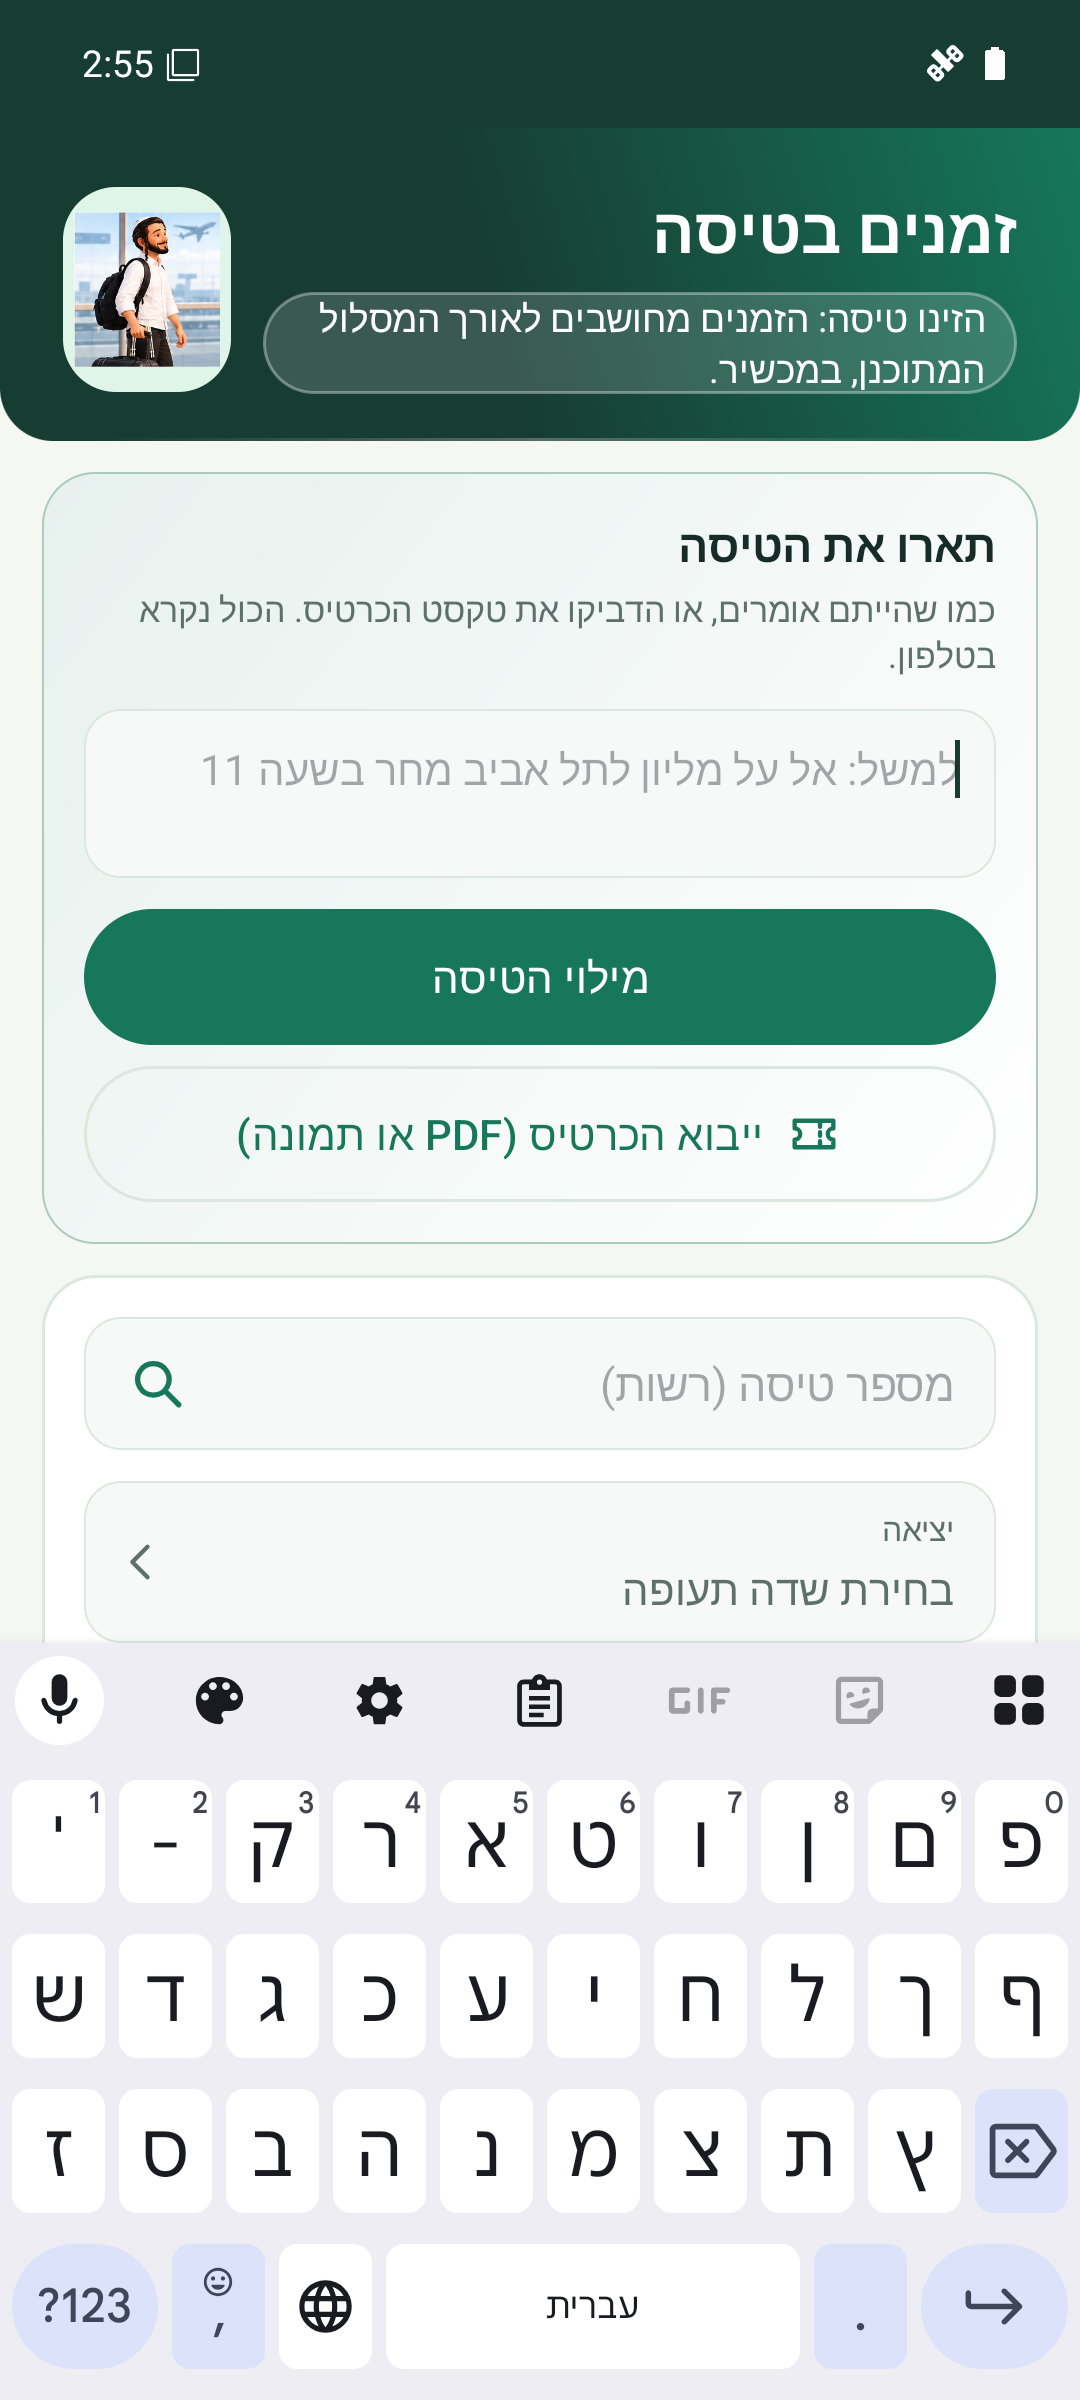 2:55
זמנים בטיסה
הזינו טיסה: הזמנים מחושבים לאורך המסלול
המתוכנן, במכשיר.
תארו את הטיסה
כמו שהייתם אומרים, או הדביקו את טקסט הכרטיס. הכול נקרא
בטלפון.
למשל: אל על מליון לתל אביב מחר בשעה 11
מילוי הטיסה
ייבוא הכרטיס (PDF או תמונה)
מספר טיסה (רשות)
יציאה
בחירת שדה תעופה
GIF
' 1 - 2 ק 3 ר 4 א 5 ט 6 ו 7 ן 8 ם 9 פ 0
ש ד ג כ ע י ח ל ך ף
ז ס ב ה נ מ צ ת ץ
?123 , עברית .